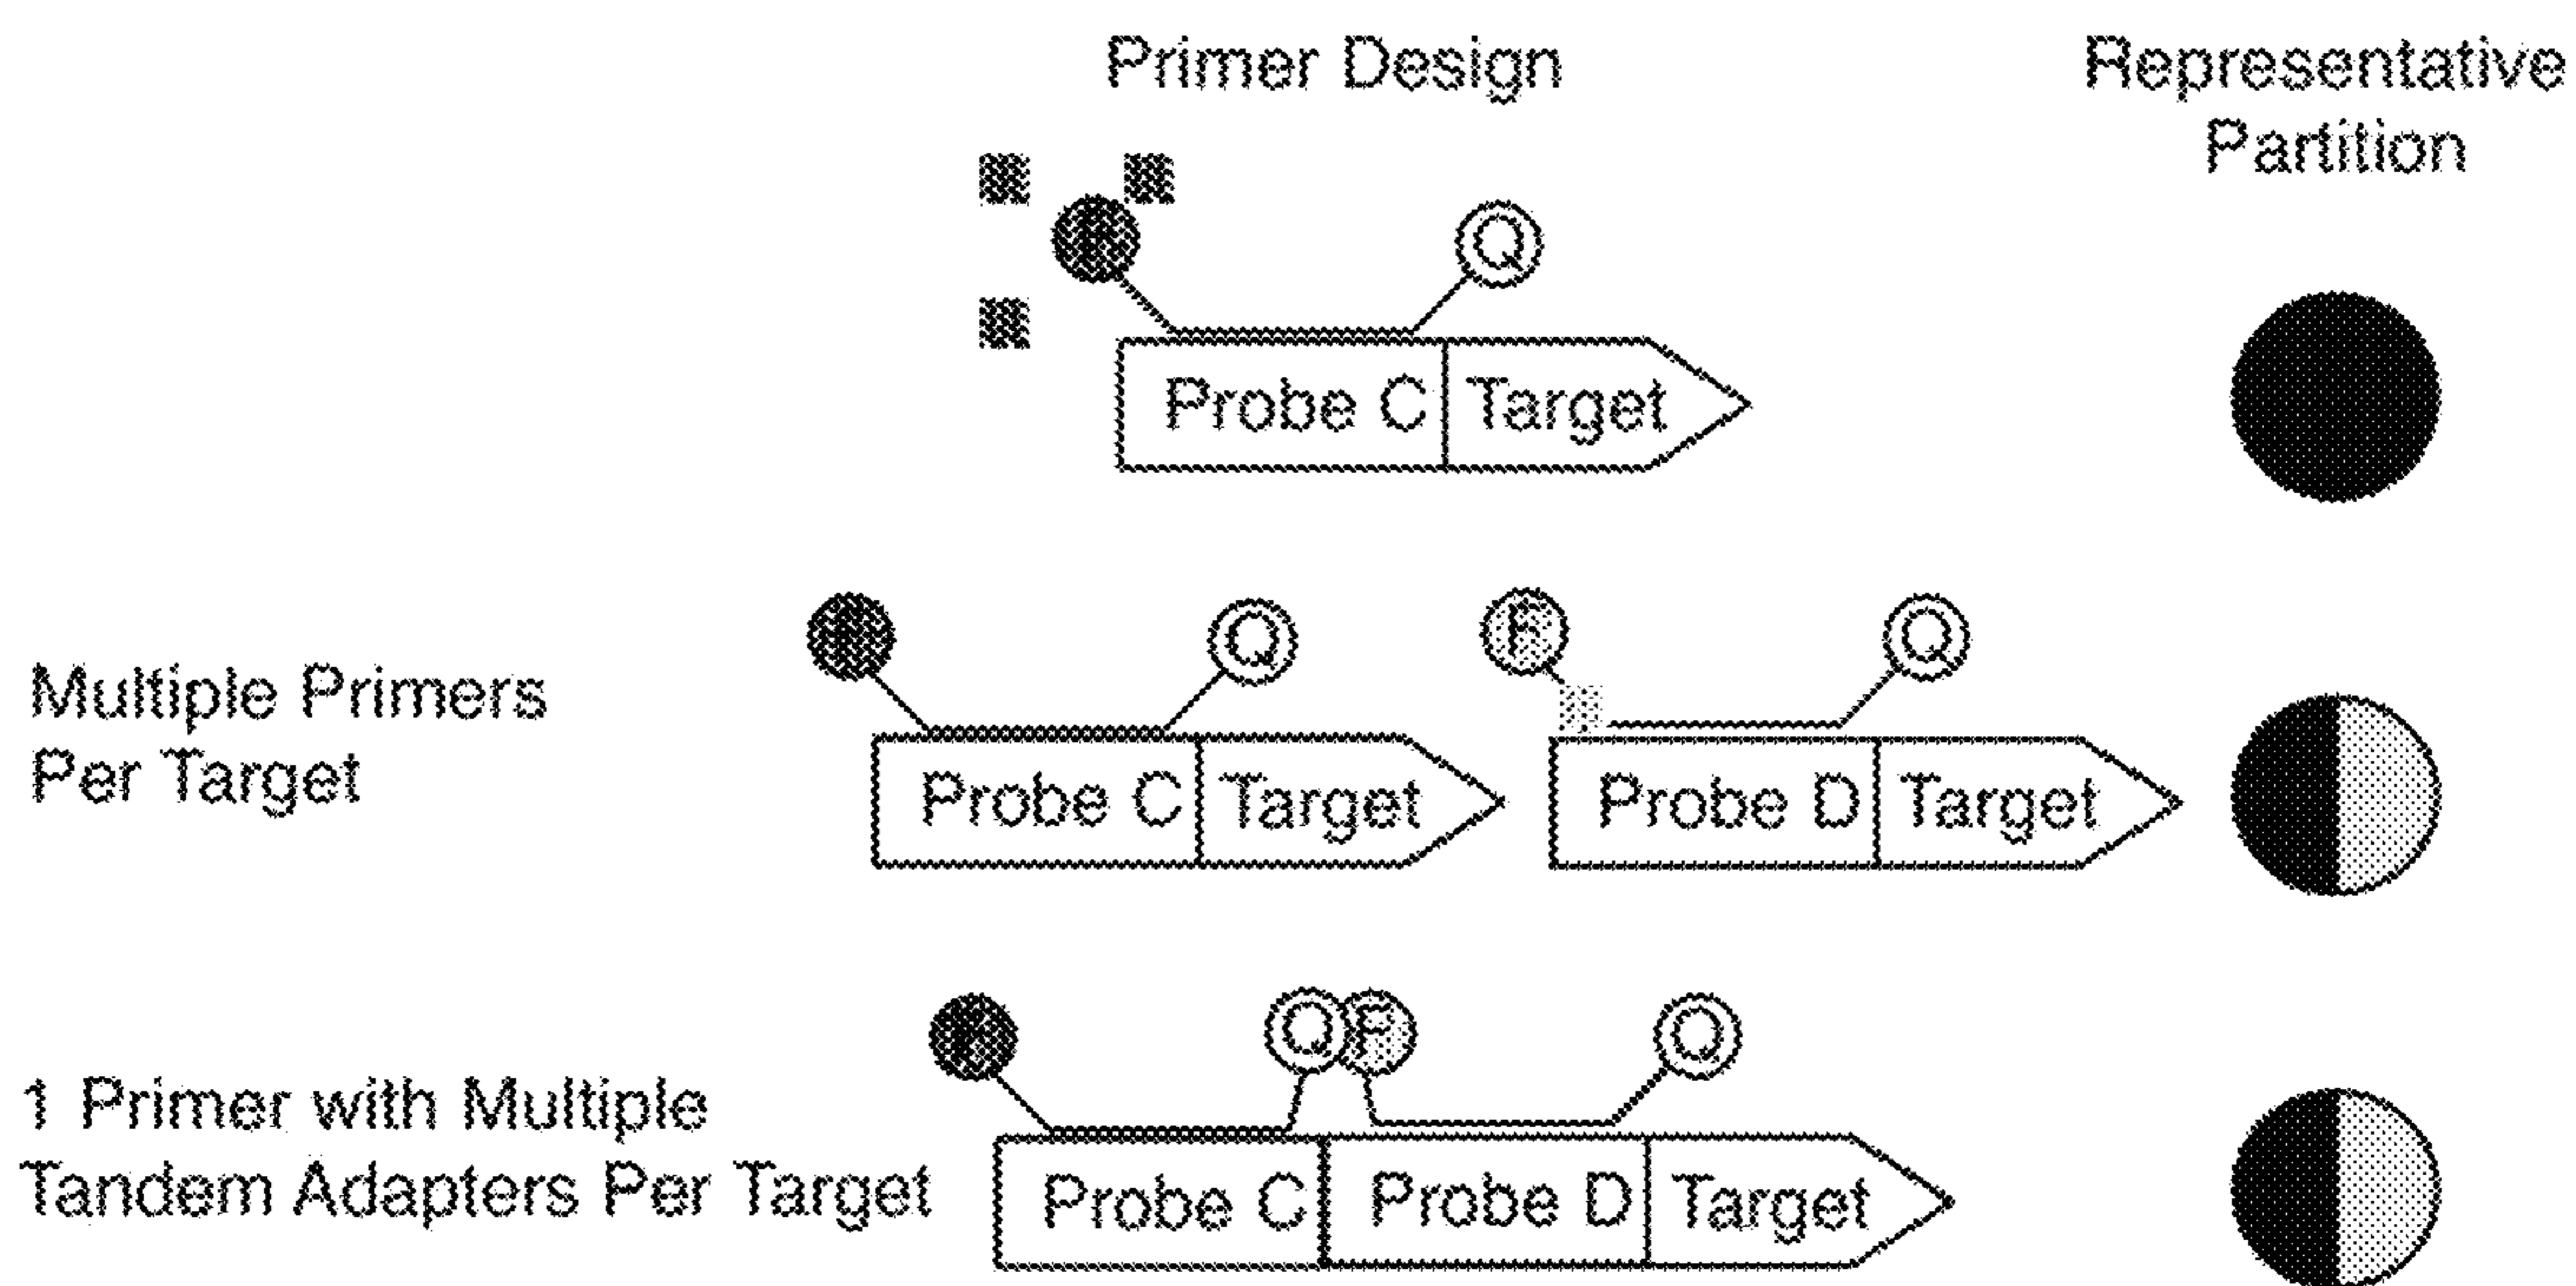 Primer Design
Representative
Partition
Q
Probe C Target
Multiple Primers
Per Target
Q
F
Q
Probe C Target
Probe D Target
1 Primer with Multiple
Tandem Adapters Per Target
Q
F
Q
Probe C Probe D Target